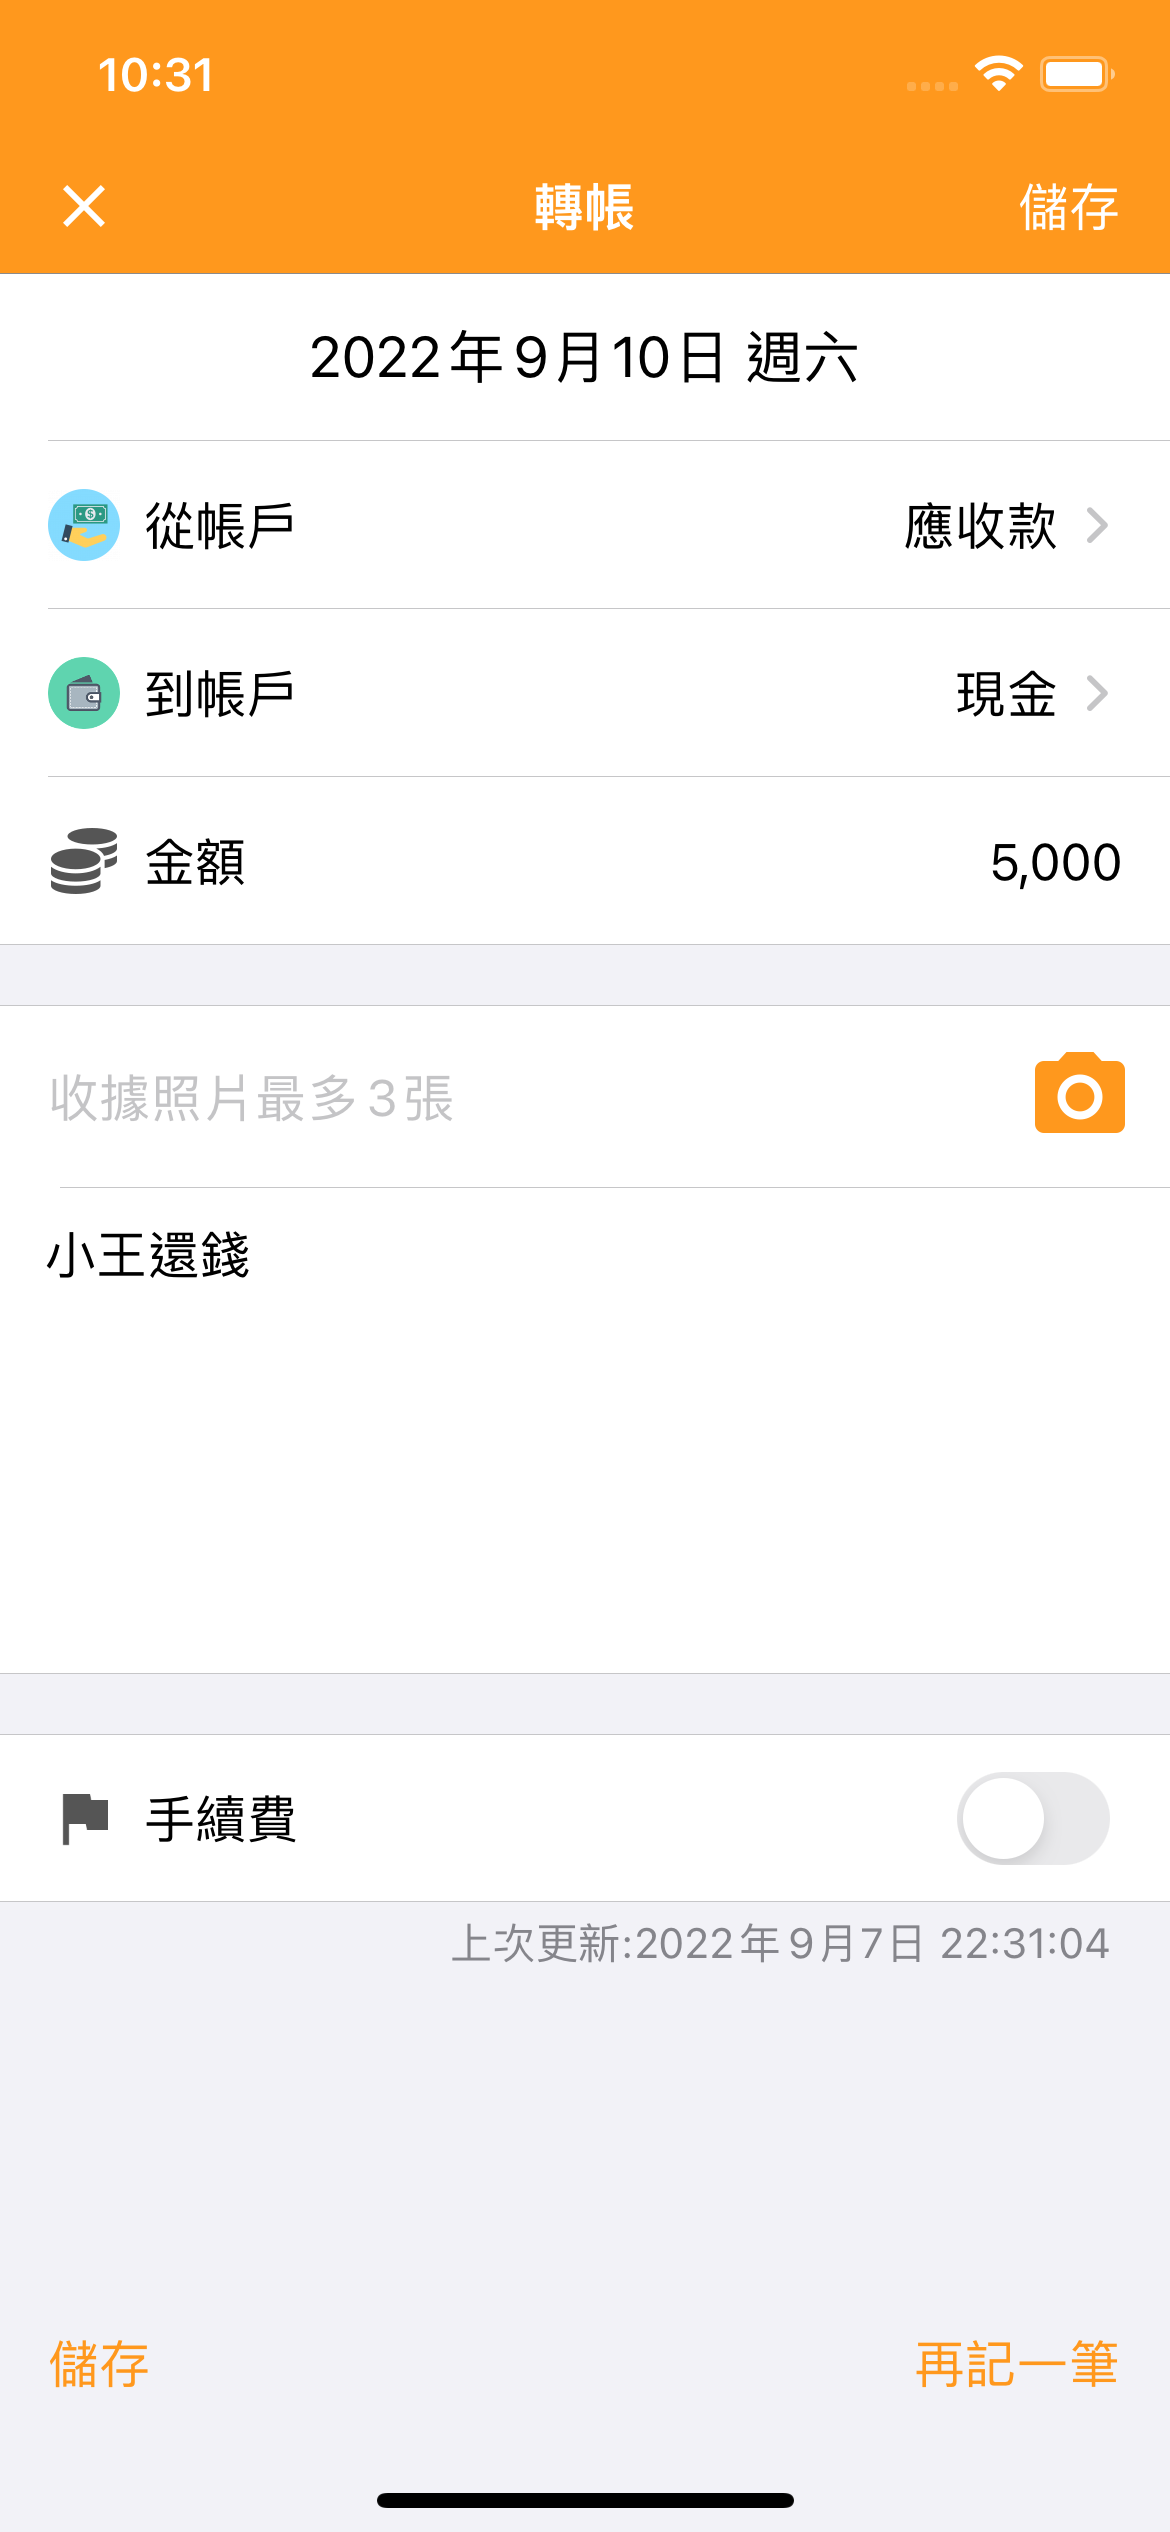 10:31
轉帳
儲存
2022年9月10日 週六
從帳戶
應收款
到帳戶
現金
金額
5,000
收據照片最多3張
小王還錢
手續費
上次更新:2022年9月7日 22:31:04
儲存
再記一筆